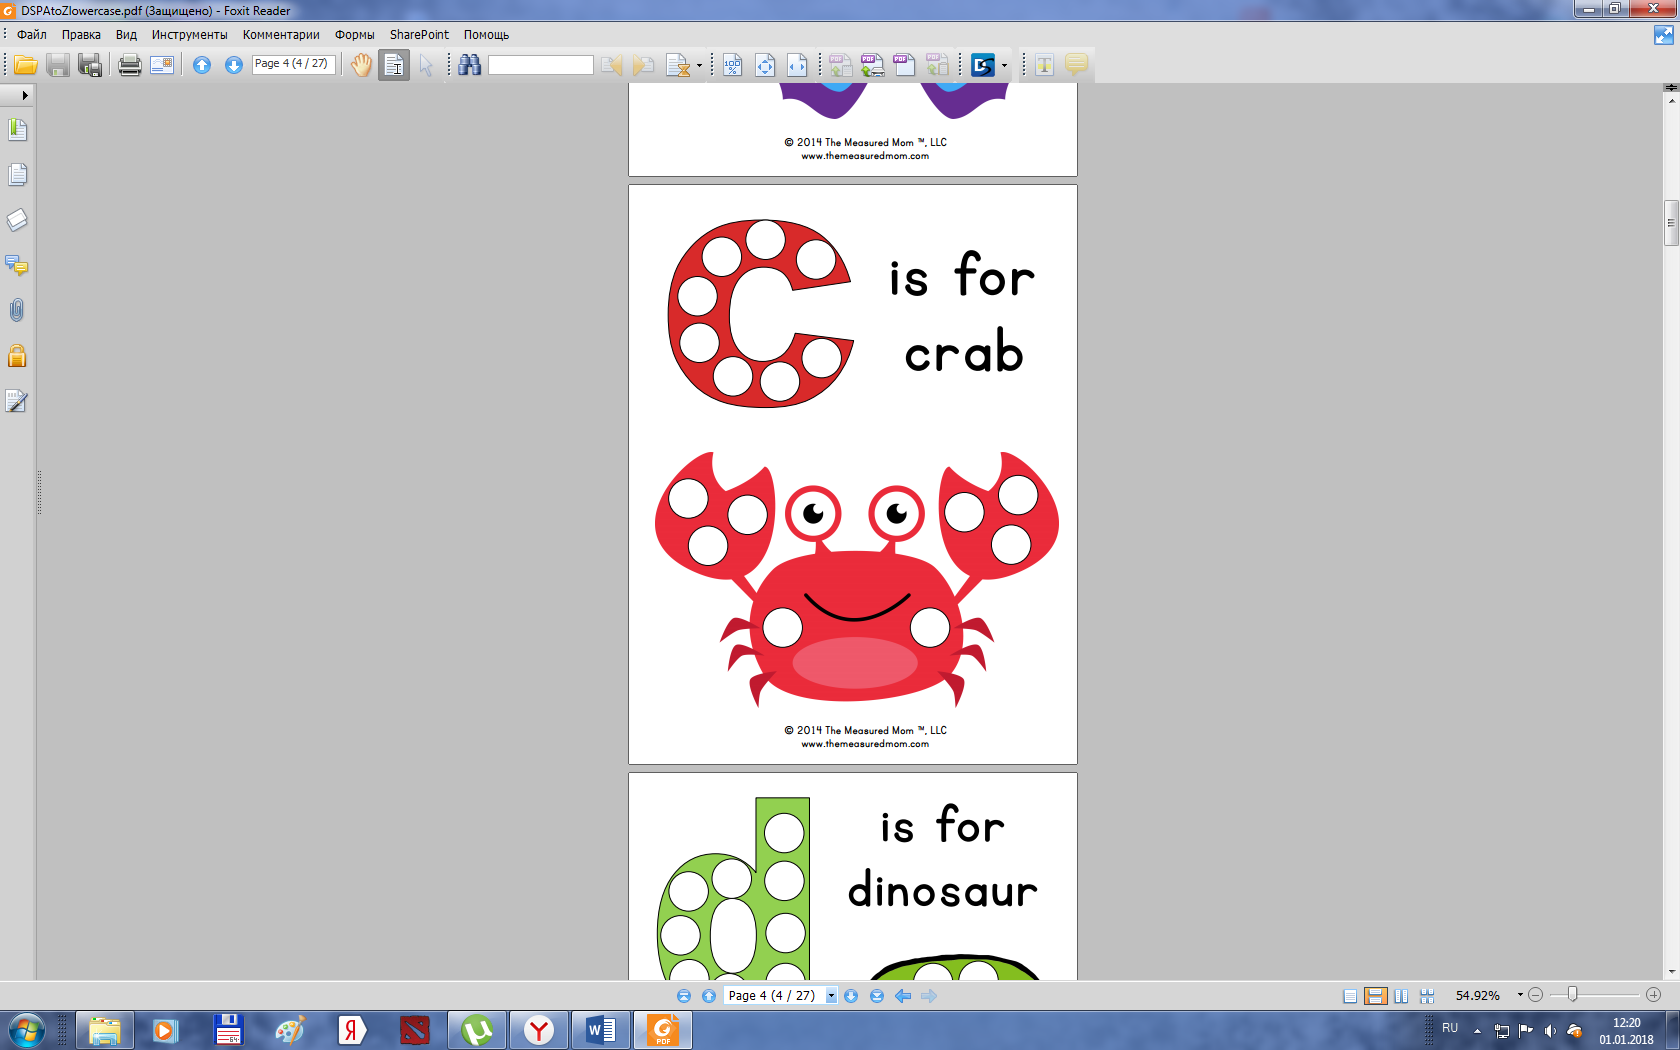 DSPAtoZlowercase.pdf (Защищено) - Foxit Reader
Файл Правка Вид Инструменты Комментарии Формы SharePoint Помощь
Page 4 (4 / 27)
© 2014 The Measured Mom ™, LLC
www.themeasuredmom.com
c is for
crab
© 2014 The Measured Mom ™, LLC
www.themeasuredmom.com
d is for
dinosaur
Page 4 (4 / 27)
54.92%
RU
12:20
01.01.2018